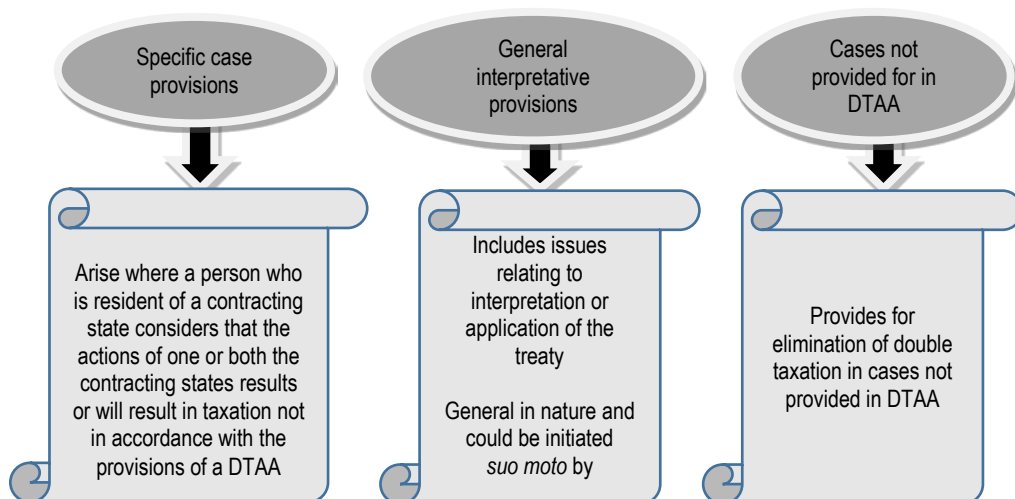 Specific case
provisions
General
interpretative
provisions
Cases not
provided for in
DTAA
Arise where a person who
is resident of a contracting
state considers that the
actions of one or both the
contracting states results
or will result in taxation not
in accordance with the
provisions of a DTAA
Includes issues
relating to
interpretation or
application of the
treaty
General in nature and
could be initiated
suo moto by
Provides for
elimination of double
taxation in cases not
provided in DTAA